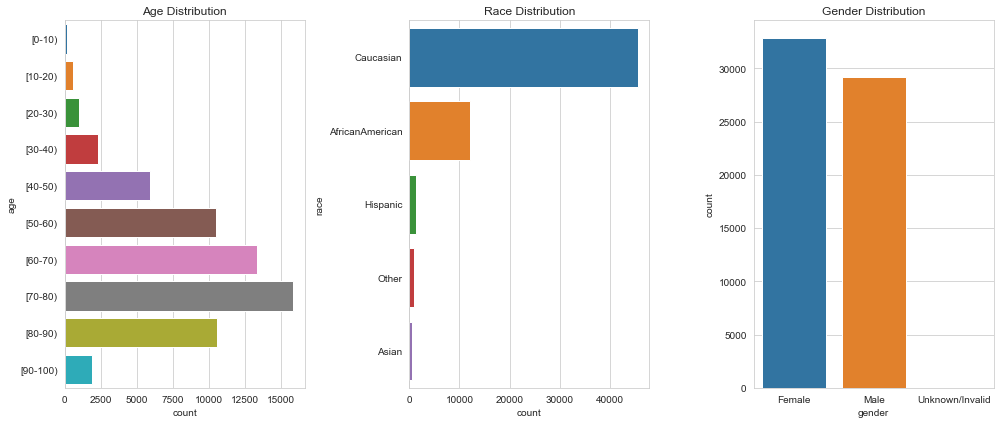 Age Distribution
[0-10)
[10-20)
[20-30)
[30-40)
[40-50)
[50-60)
[60-70)
[70-80)
[80-90)
[90-100)
age
0 2500 5000 7500 10000 12500 15000
count
Race Distribution
Caucasian
AfricanAmerican
Hispanic
Other
Asian
race
0 10000 20000 30000 40000
count
Gender Distribution
30000
25000
20000
15000
10000
5000
0
count
Female Male Unknown/Invalid
gender